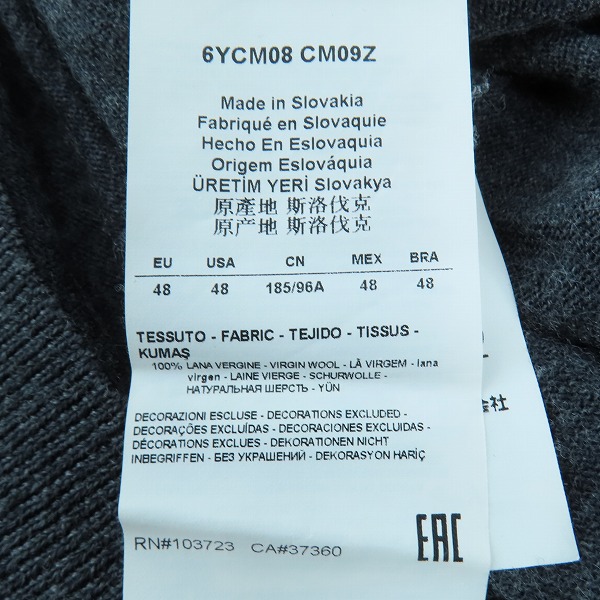 6YCM08 CM09Z
Made in Slovakia
Fabriqué en Slovaquie
Hecho En Eslovaquia
Origem Eslováquia
ÜRETİM YERİ Slovakya
原產地 斯洛伐克
原产地 斯洛伐克
EU USA CN MEX BRA
48 48 185/96A 48 48
TESSUTO - FABRIC - TEJIDO - TISSUS -
KUMAŞ
100% LANA VERGINE - VIRGIN WOOL - LÀ VIRGEM - lana
virgen - LAINE VIERGE - SCHURWOLLE -
НАТУРАЛЬНАЯ ШЕРСТЬ - YÜN
DECORAZIONI ESCLUSE - DECORATIONS EXCLUDED -
DECORAÇÕES EXCLUÍDAS - DECORACIONES EXCLUIDAS -
DÉCORATIONS EXCLUES - DEKORATIONEN NICHT
INBEGRIFFEN - БЕЗ УКРАШЕНИЙ - DEKORASYON HARİÇ
RN#103723 CA#37360
EAC
会社